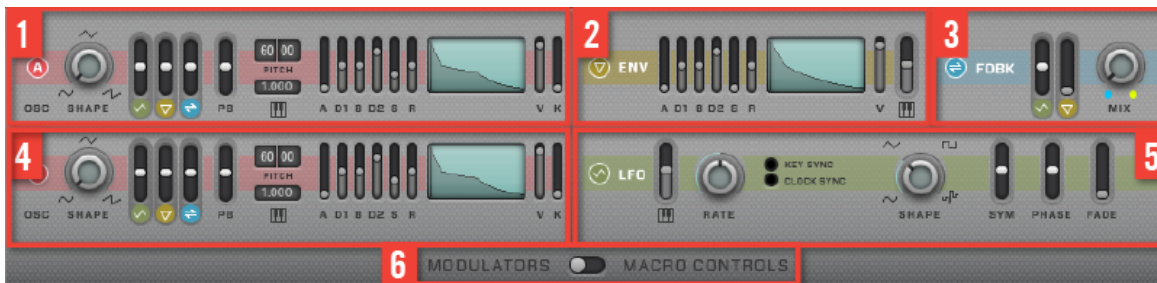 1
A
60 00
PITCH
1.000
OSC SHAPE PB A D1 B D2 S R V K
2
ENV
A D1 B D2 S R V
3
FDBK
MIX
4
60 00
PITCH
1.000
OSC SHAPE PB A D1 B D2 S R V K
5
LFO
KEY SYNC
CLOCK SYNC
RATE SHAPE SYM PHASE FADE
6
MODULATORS MACRO CONTROLS